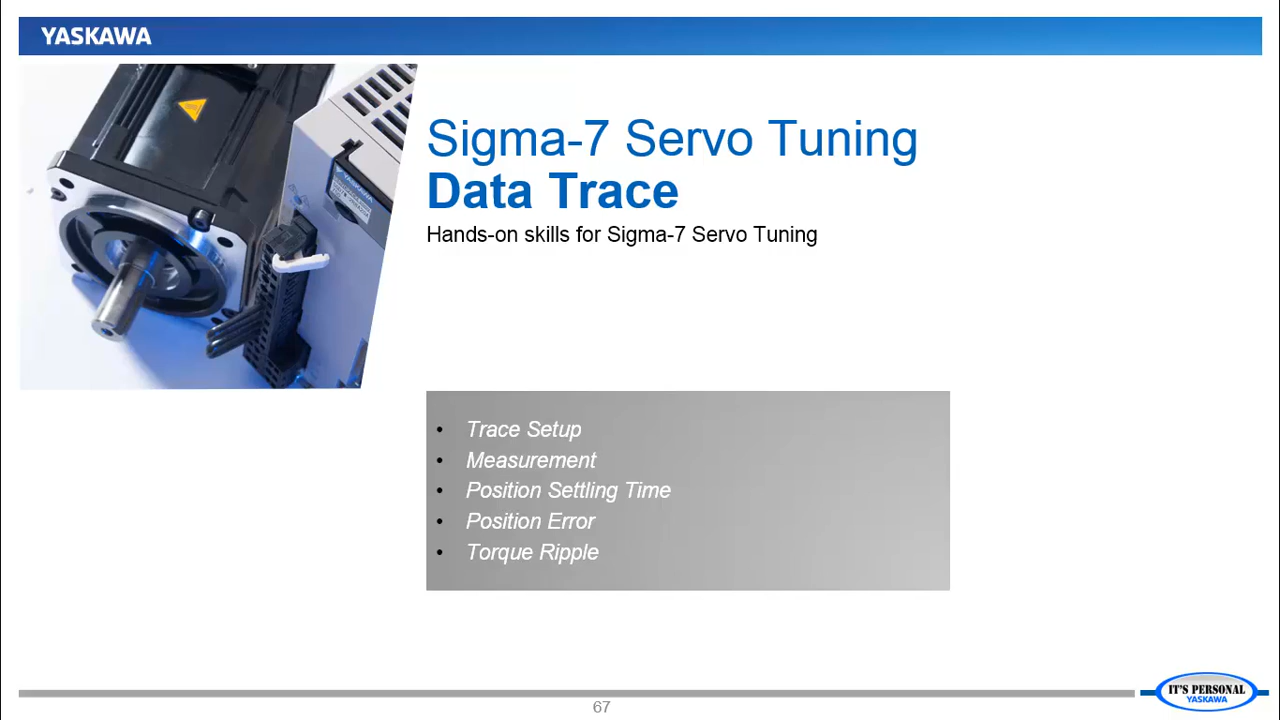 YASKAWA
Sigma-7 Servo Tuning
Data Trace
Hands-on skills for Sigma-7 Servo Tuning
• Trace Setup
• Measurement
• Position Settling Time
• Position Error
• Torque Ripple
67
IT'S PERSONAL
YASKAWA